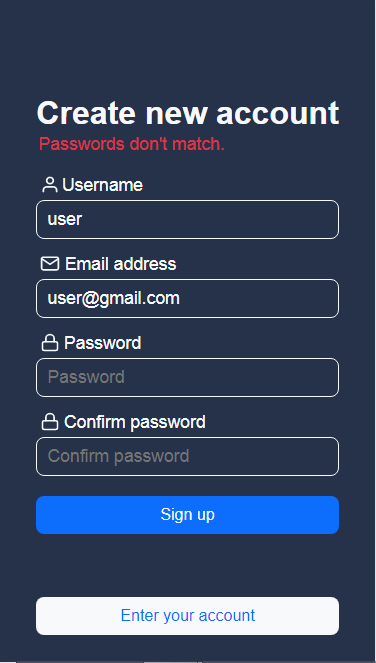 Create new account
Passwords don't match.
Username
user
Email address
user@gmail.com
Password
Password
Confirm password
Confirm password
Sign up
Enter your account